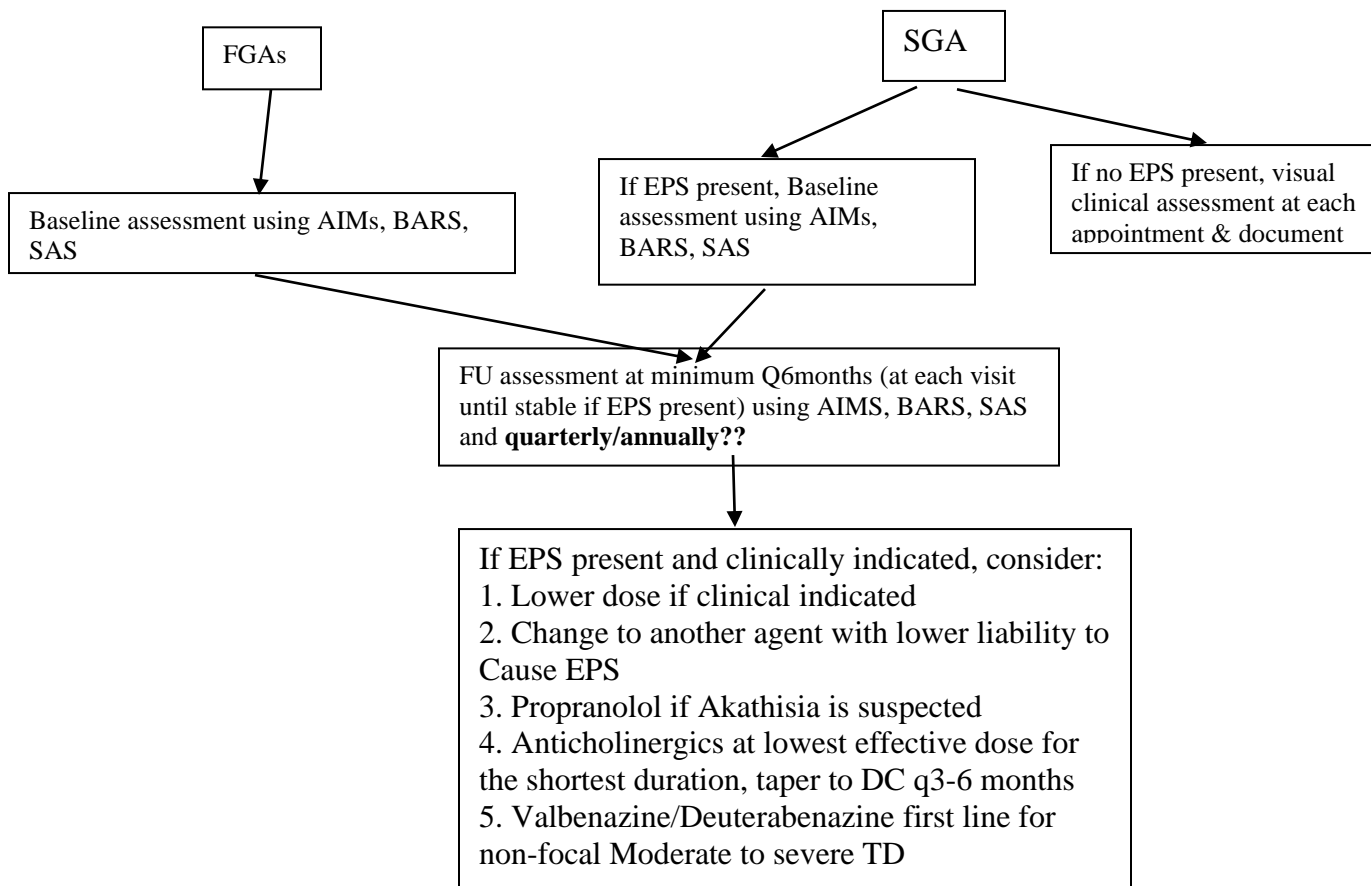 FGAs
SGA
Baseline assessment using AIMs, BARS,
SAS
If EPS present, Baseline
assessment using AIMs,
BARS, SAS
If no EPS present, visual
clinical assessment at each
appointment & document
FU assessment at minimum Q6months (at each visit
until stable if EPS present) using AIMS, BARS, SAS
and quarterly/annually??
If EPS present and clinically indicated, consider:
1. Lower dose if clinical indicated
2. Change to another agent with lower liability to
Cause EPS
3. Propranolol if Akathisia is suspected
4. Anticholinergics at lowest effective dose for
the shortest duration, taper to DC q3-6 months
5. Valbenazine/Deuterabenazine first line for
non-focal Moderate to severe TD